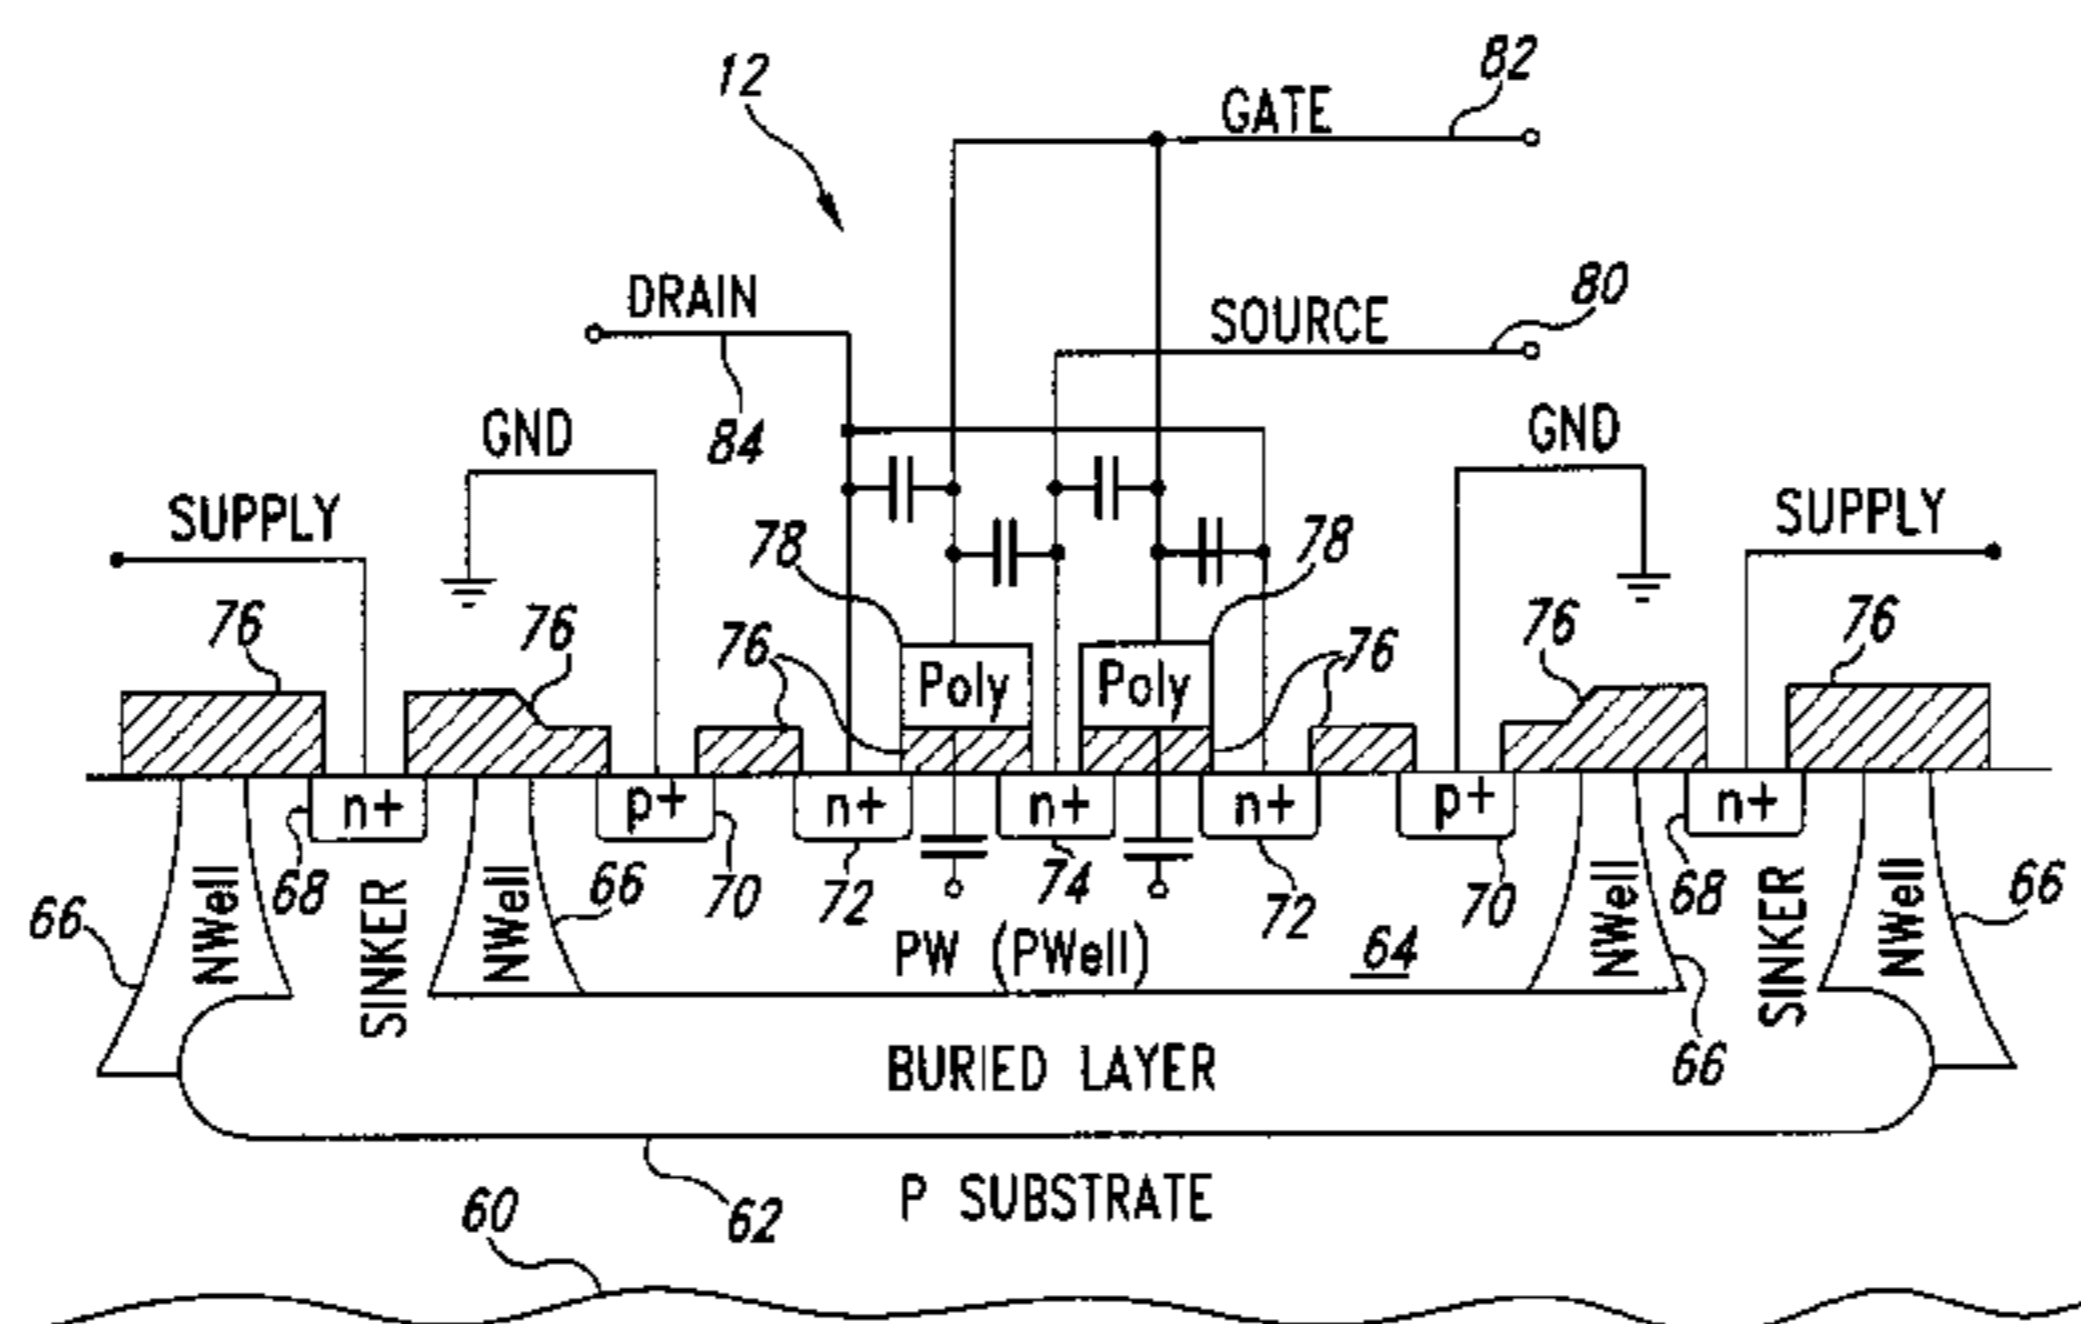 12
82
GATE
DRAIN
80
SOURCE
84
GND
GND
SUPPLY
SUPPLY
78
78
76
76
76
76
76
76
Poly
Poly
n+
p+
n+
n+
n+
p+
n+
66
NWell
68
SINKER
NWell
66
70
72
74
72
70
NWell
68
SINKER
NWell
66
PW (PWell)
64
66
BURIED LAYER
P SUBSTRATE
60
62